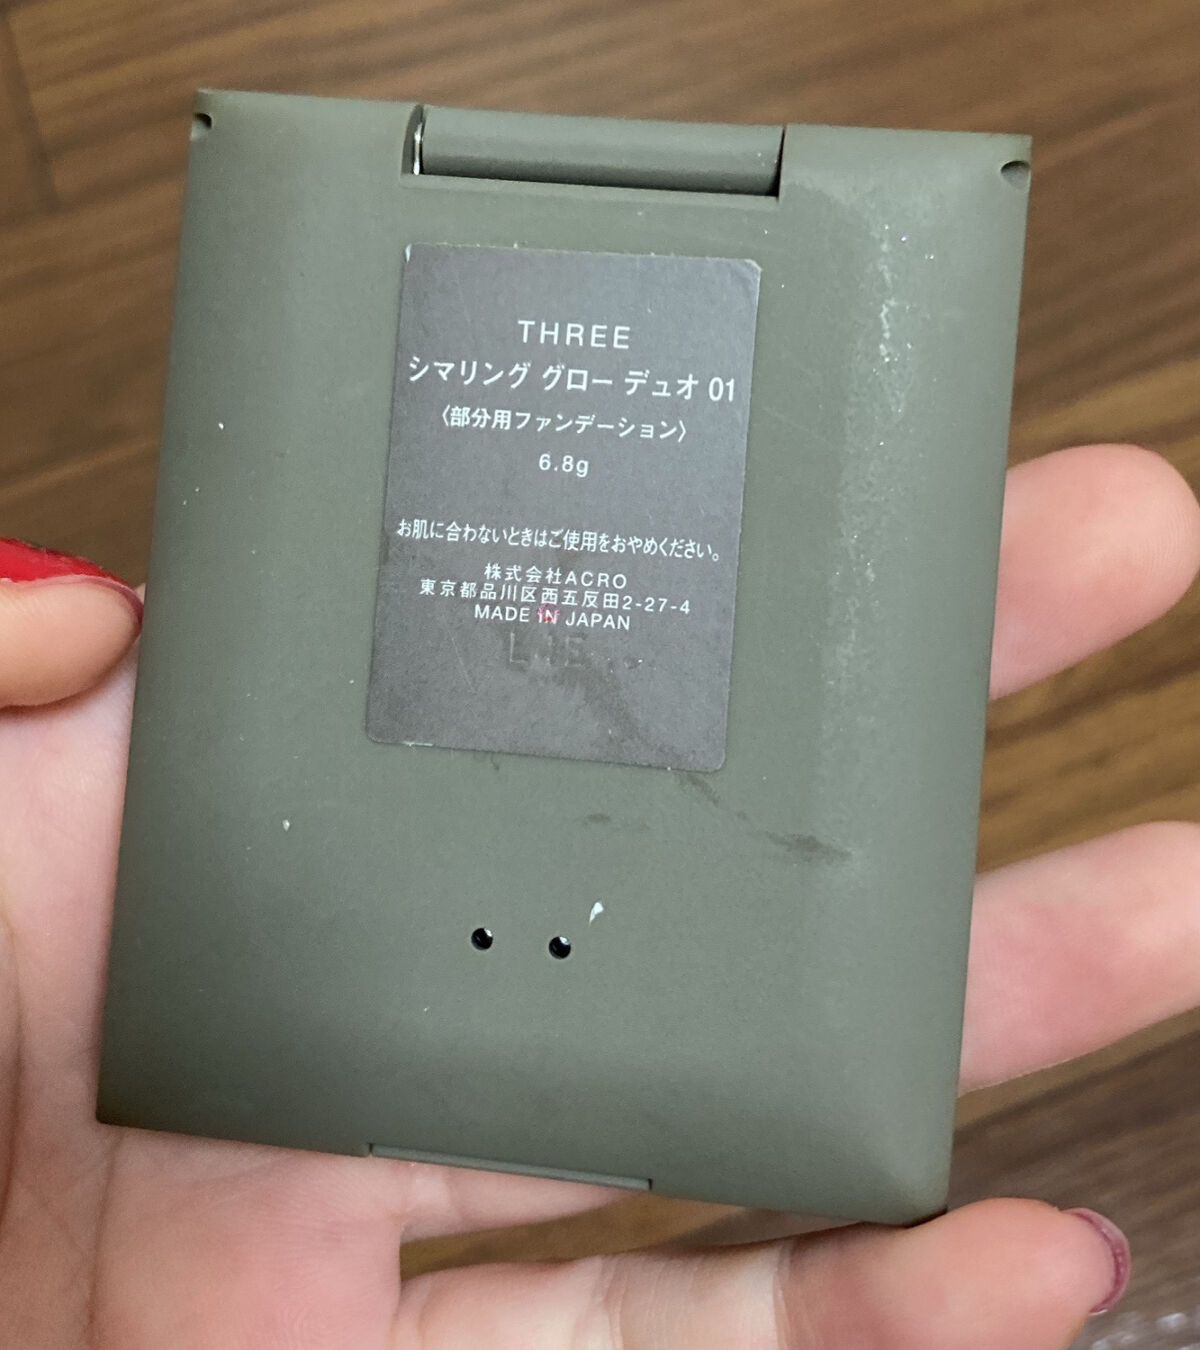 THREE
シマリング グロー デュオ 01
〈部分用ファンデーション〉
6.8g
お肌に合わないときはご使用をおやめください。
株式会社ACRO
東京都品川区西五反田2-27-4
MADE IN JAPAN